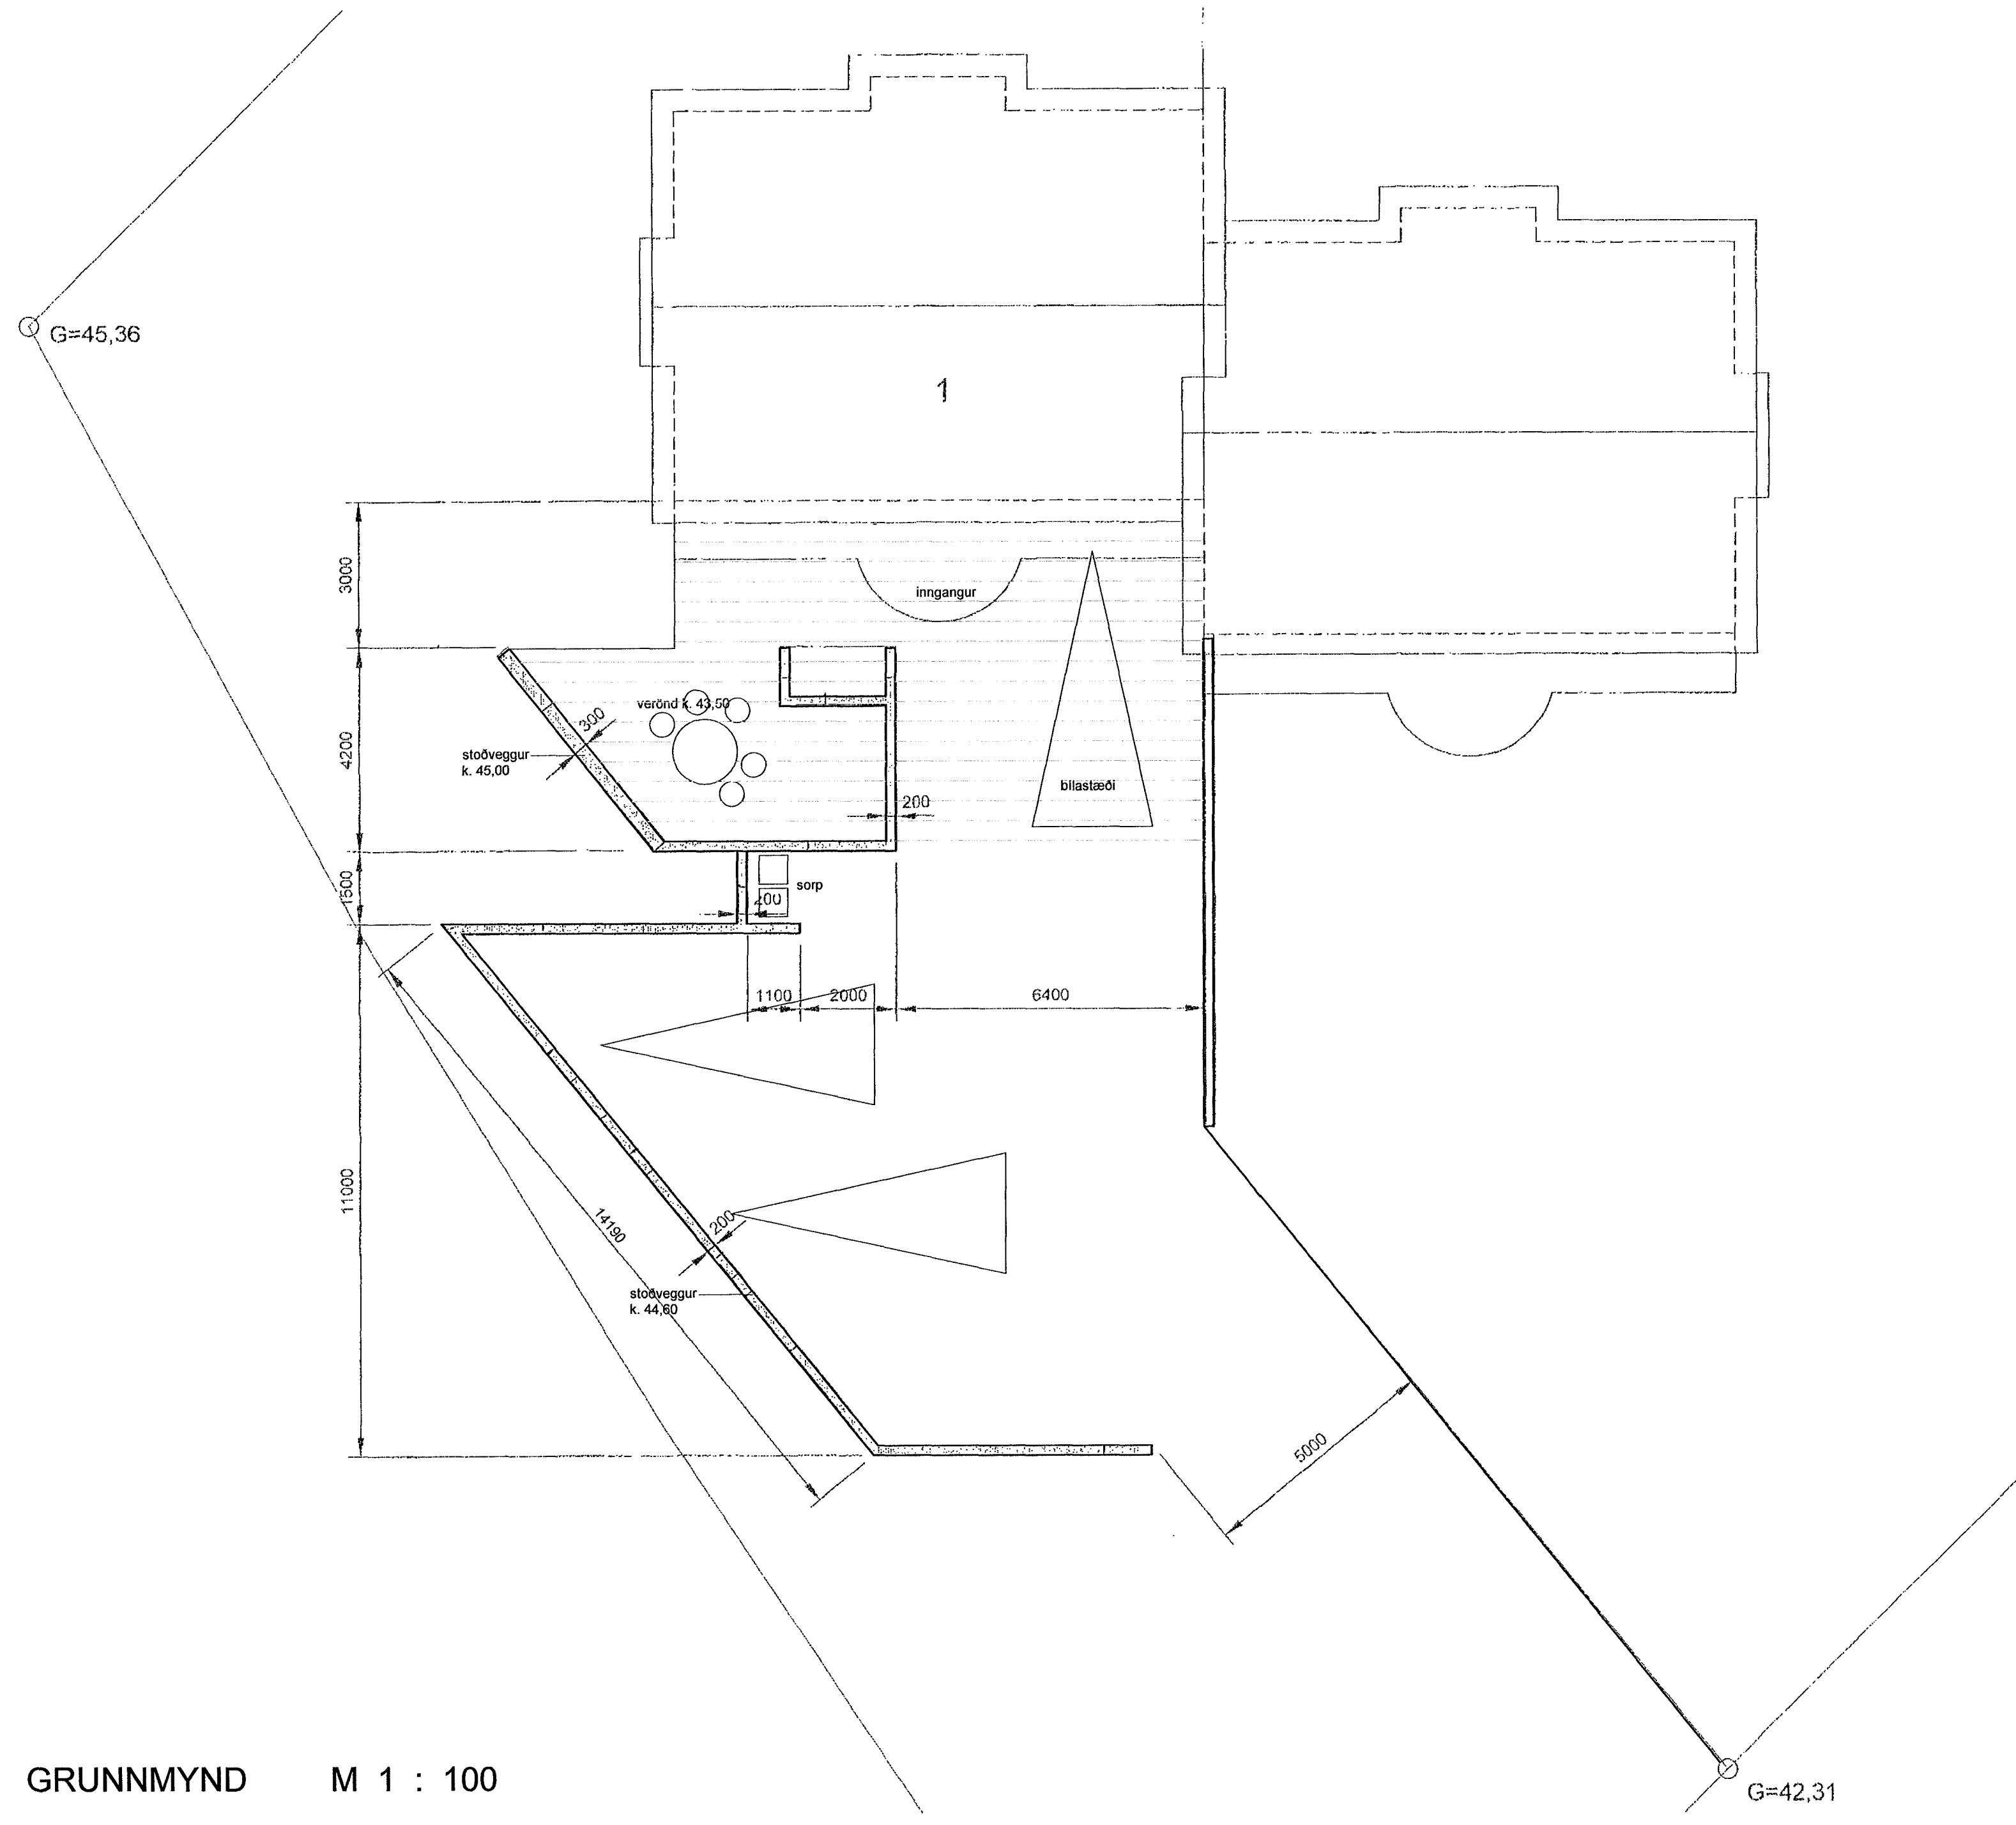 G=45,36
1
3000
inngangur
verönd k. 43,50
300
stoðveggur
k. 45,00
4200
bílastæði
200
1500
sorp
200
1100
2000
6400
11000
14190
200
stoðveggur
k. 44,60
5000
GRUNNMYND M 1 : 100
G=42,31